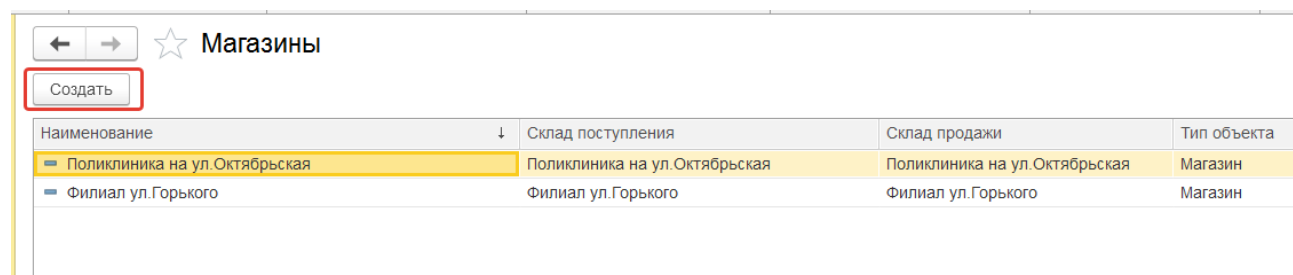 Магазины
Создать
Наименование ↓ Склад поступления Склад продажи Тип объекта
Поликлиника на ул.Октябрьская Поликлиника на ул.Октябрьская Поликлиника на ул.Октябрьская Магазин
Филиал ул.Горького Филиал ул.Горького Филиал ул.Горького Магазин